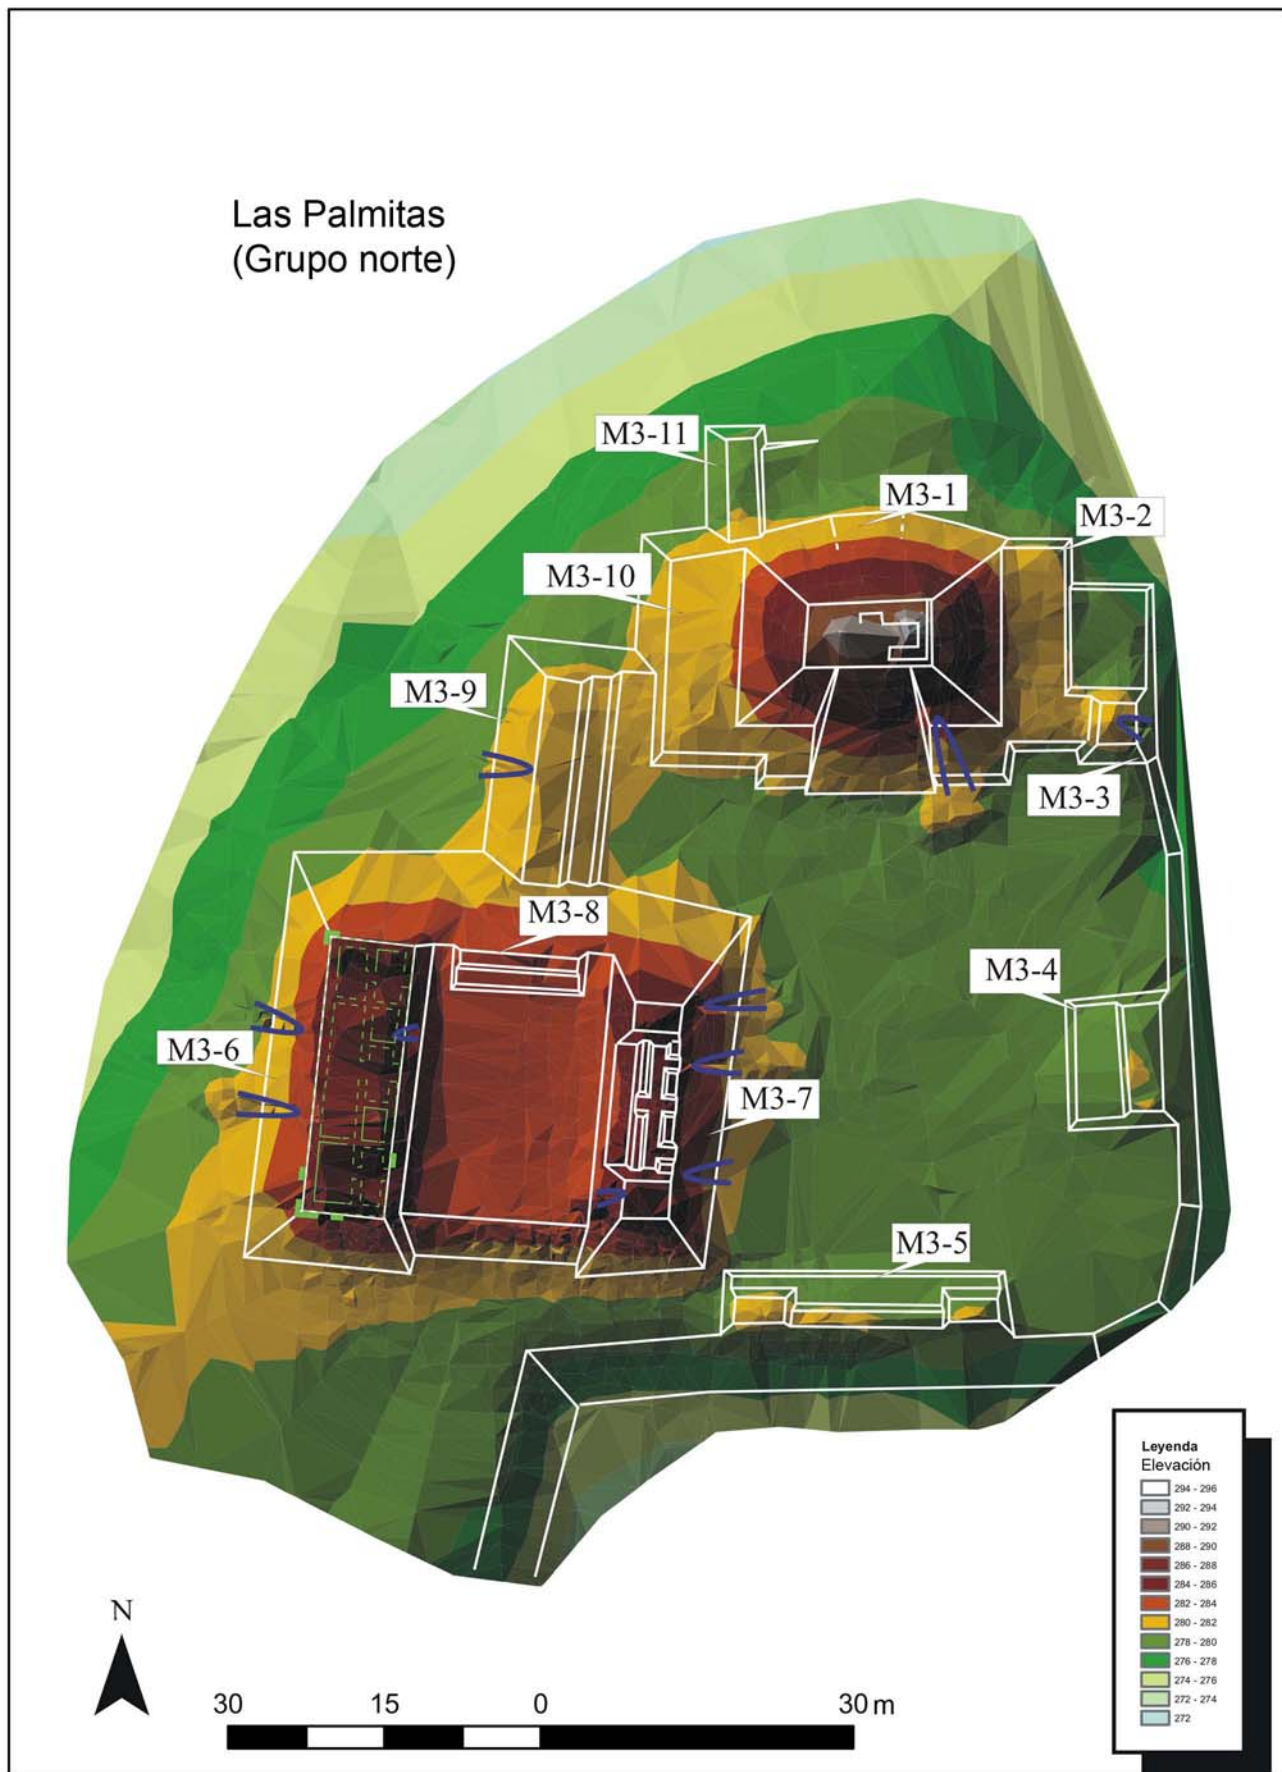 Las Palmitas
(Grupo norte)
M3-11
M3-1
M3-2
M3-10
M3-9
M3-3
M3-8
M3-4
M3-6
M3-7
M3-5
Leyenda
Elevación
294 - 296
292 - 294
290 - 292
288 - 290
286 - 288
284 - 286
282 - 284
280 - 282
278 - 280
276 - 278
274 - 276
272 - 274
272
N
30 15 0 30 m